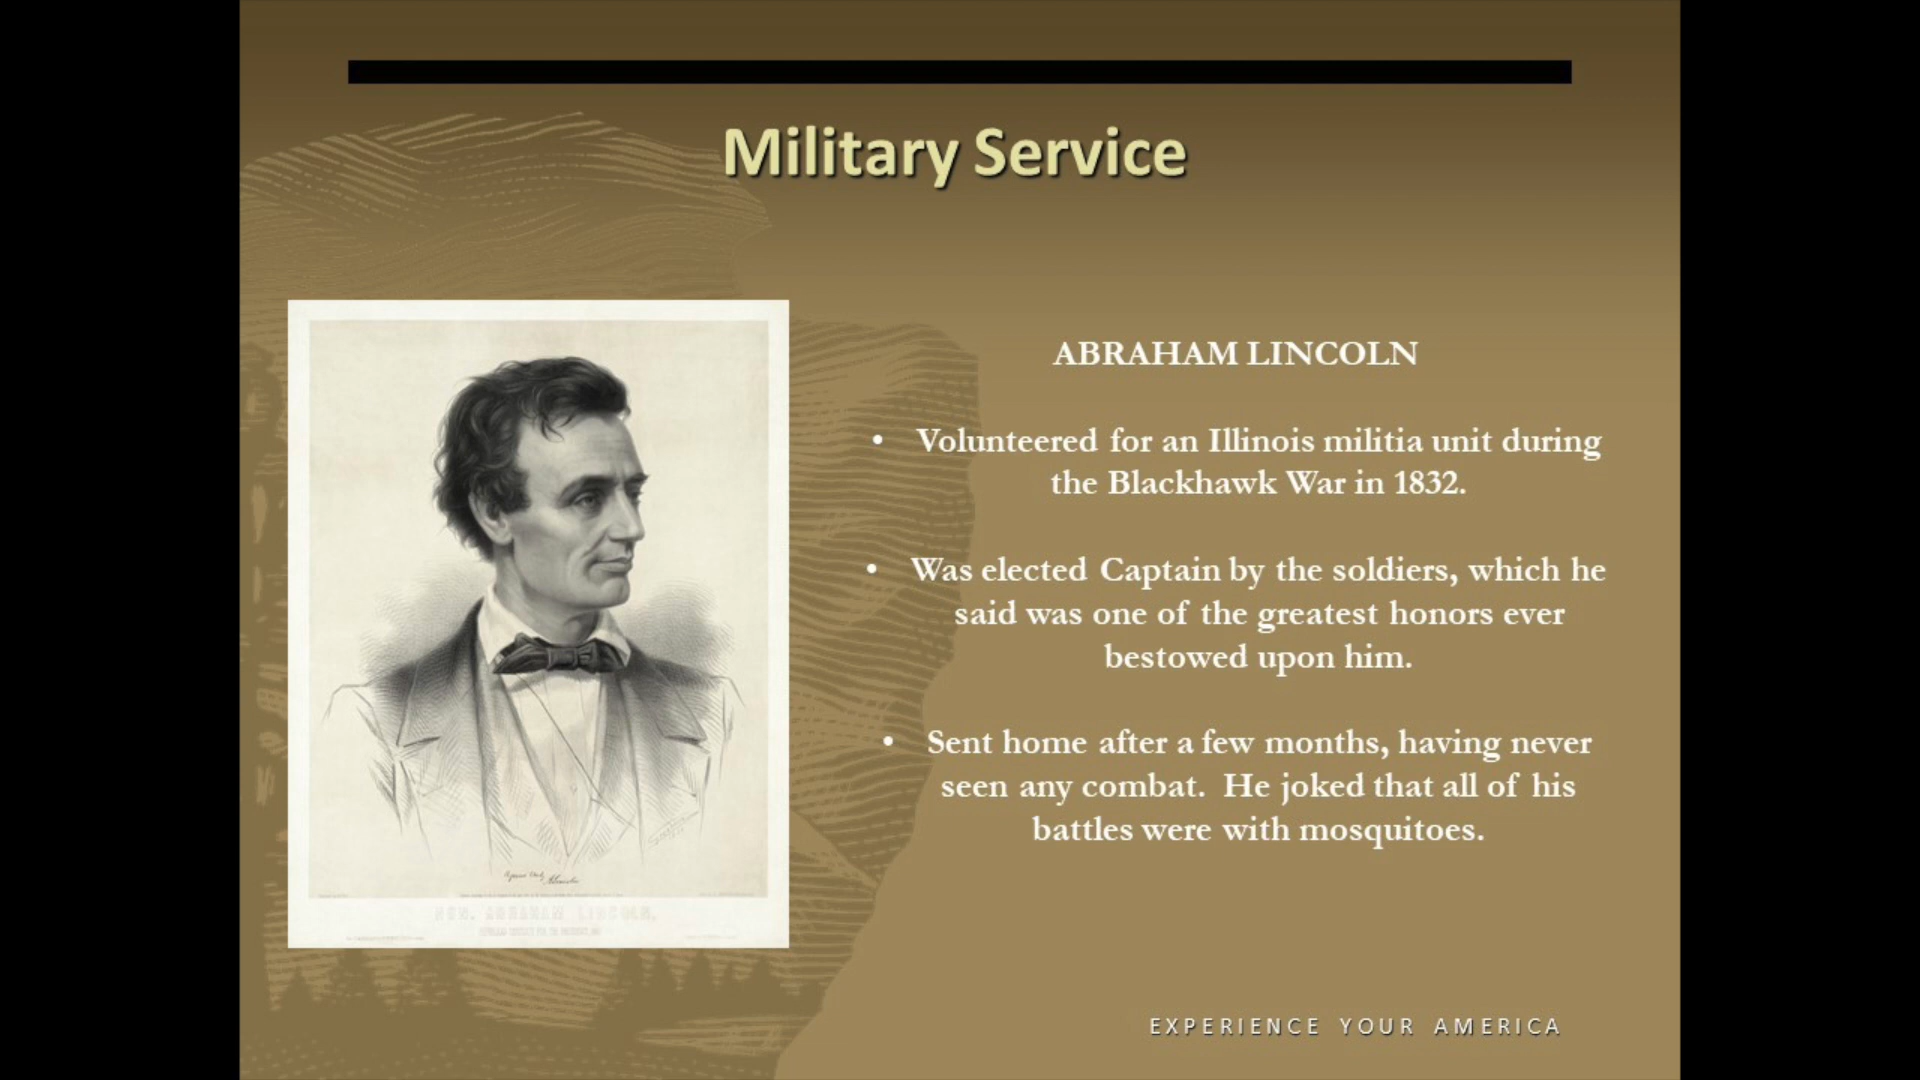 Military Service
ABRAHAM LINCOLN
• Volunteered for an Illinois militia unit during
the Blackhawk War in 1832.
• Was elected Captain by the soldiers, which he
said was one of the greatest honors ever
bestowed upon him.
• Sent home after a few months, having never
seen any combat.  He joked that all of his
battles were with mosquitoes.
HON. ABRAHAM LINCOLN,
EXPERIENCE YOUR AMERICA